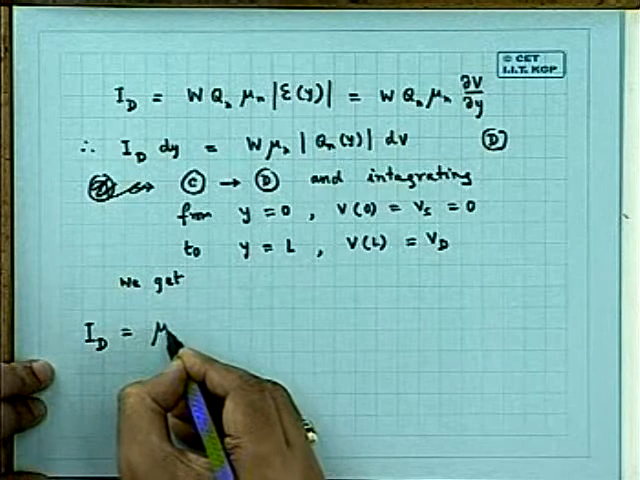 © CET
I.I.T. KGP
I_D = W Q_n μ_n |ℰ(y)| = W Q_n μ_n ∂V/∂y
∴ I_D dy = W μ_n | Q_n(y) | dV (D)
(C) → (D) and integrating
from y = 0 , V(0) = V_S = 0
to y = L , V(L) = V_D
we get
I_D = μ